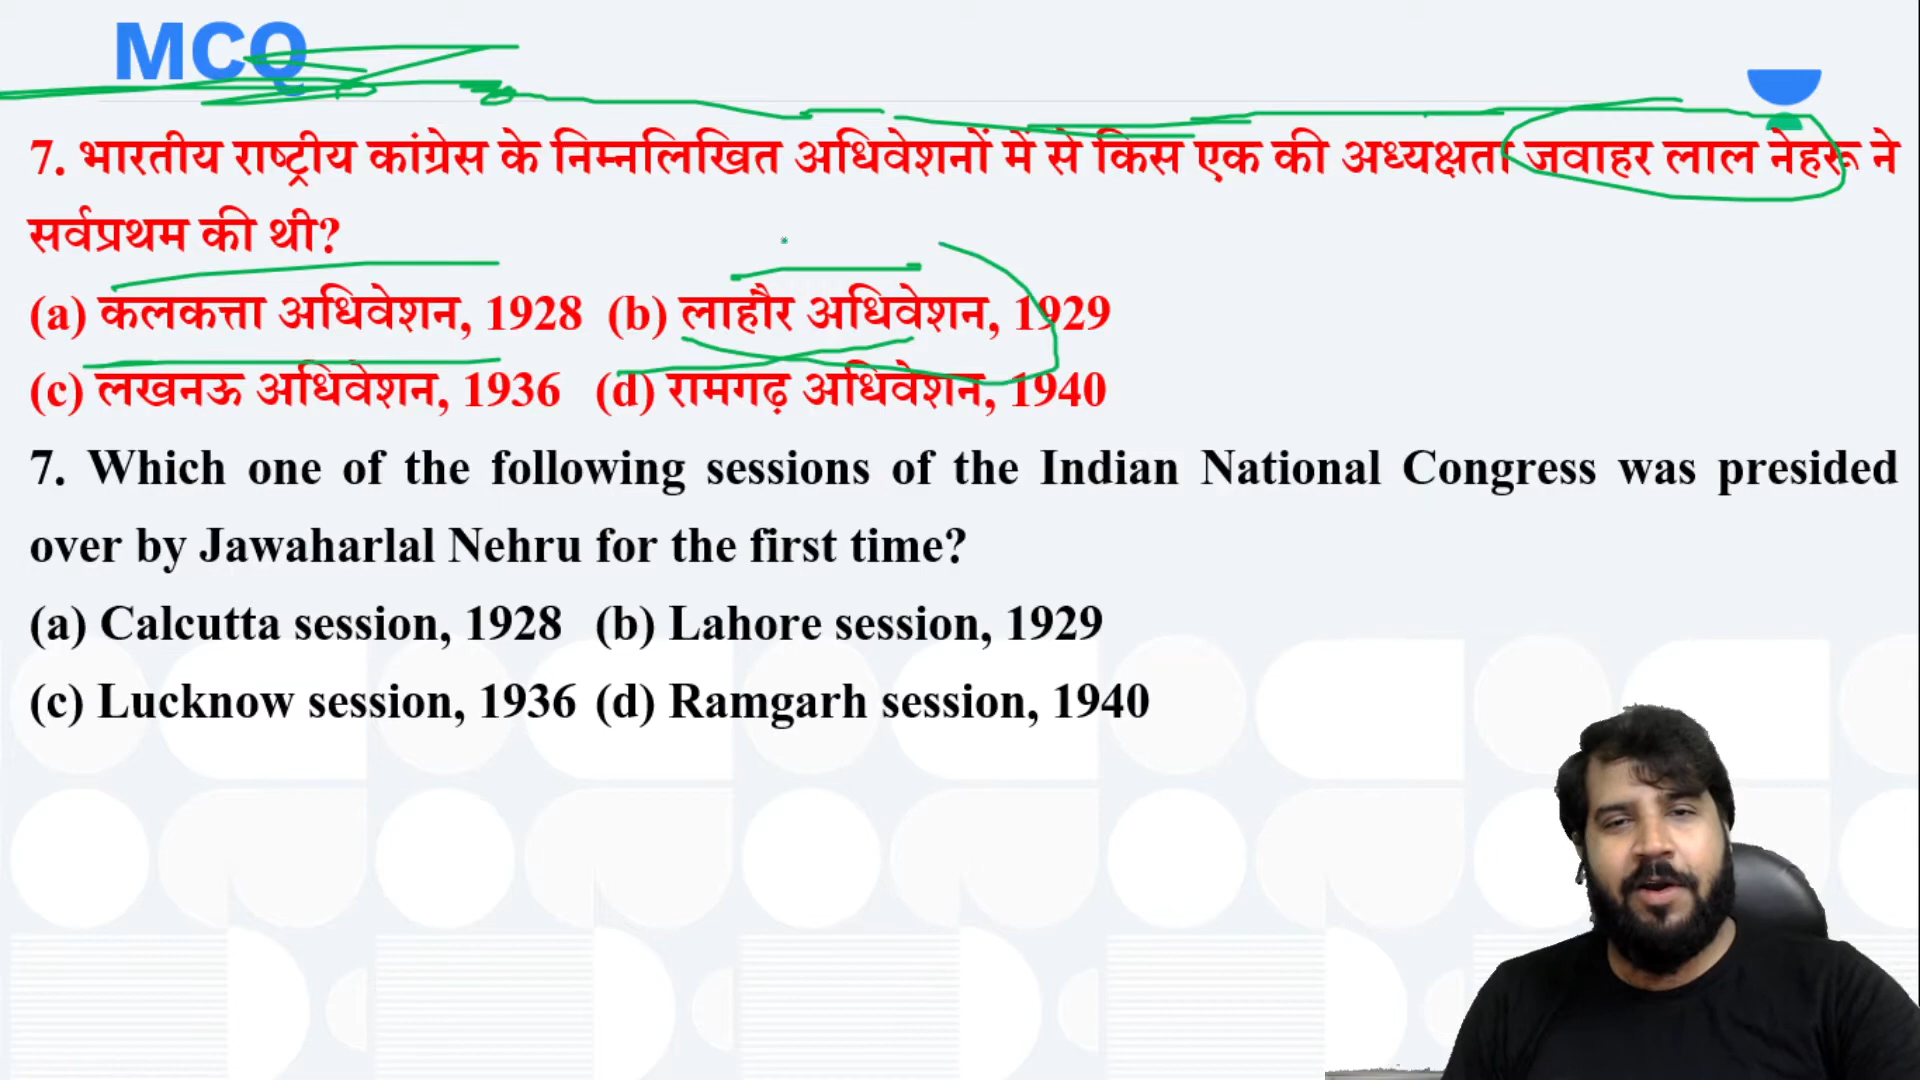 MCQ
7. भारतीय राष्ट्रीय कांग्रेस के निम्नलिखित अधिवेशनों में से किस एक की अध्यक्षता जवाहर लाल नेहरू ने
सर्वप्रथम की थी?
(a) कलकत्ता अधिवेशन, 1928 (b) लाहौर अधिवेशन, 1929
(c) लखनऊ अधिवेशन, 1936 (d) रामगढ़ अधिवेशन, 1940
7. Which one of the following sessions of the Indian National Congress was presided
over by Jawaharlal Nehru for the first time?
(a) Calcutta session, 1928 (b) Lahore session, 1929
(c) Lucknow session, 1936 (d) Ramgarh session, 1940